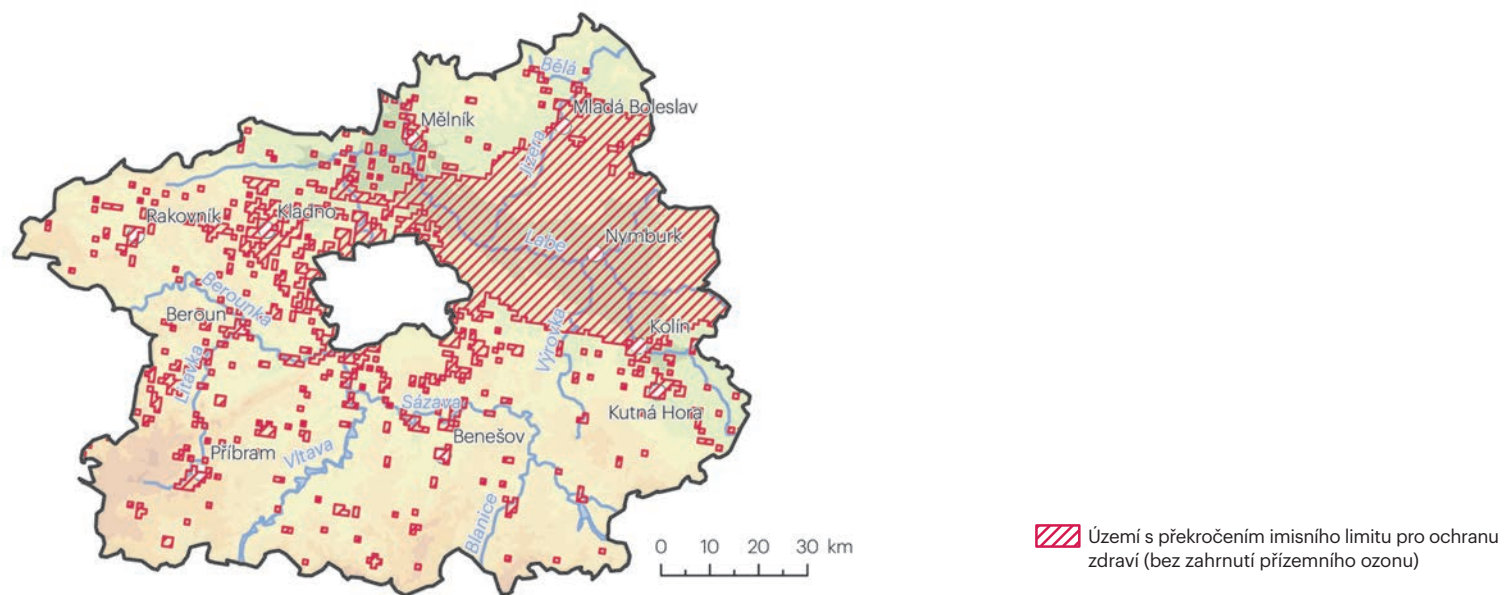 Bělá
Mladá Boleslav
Mělník
Jizera
Rakovník
Kladno
Labe
Nymburk
Berounka
Beroun
Výrovka
Kolín
Litavka
Sázava
Kutná Hora
Benešov
Příbram
Vltava
Blanice
0 10 20 30 km
Území s překročením imisního limitu pro ochranu
zdraví (bez zahrnutí přízemního ozonu)